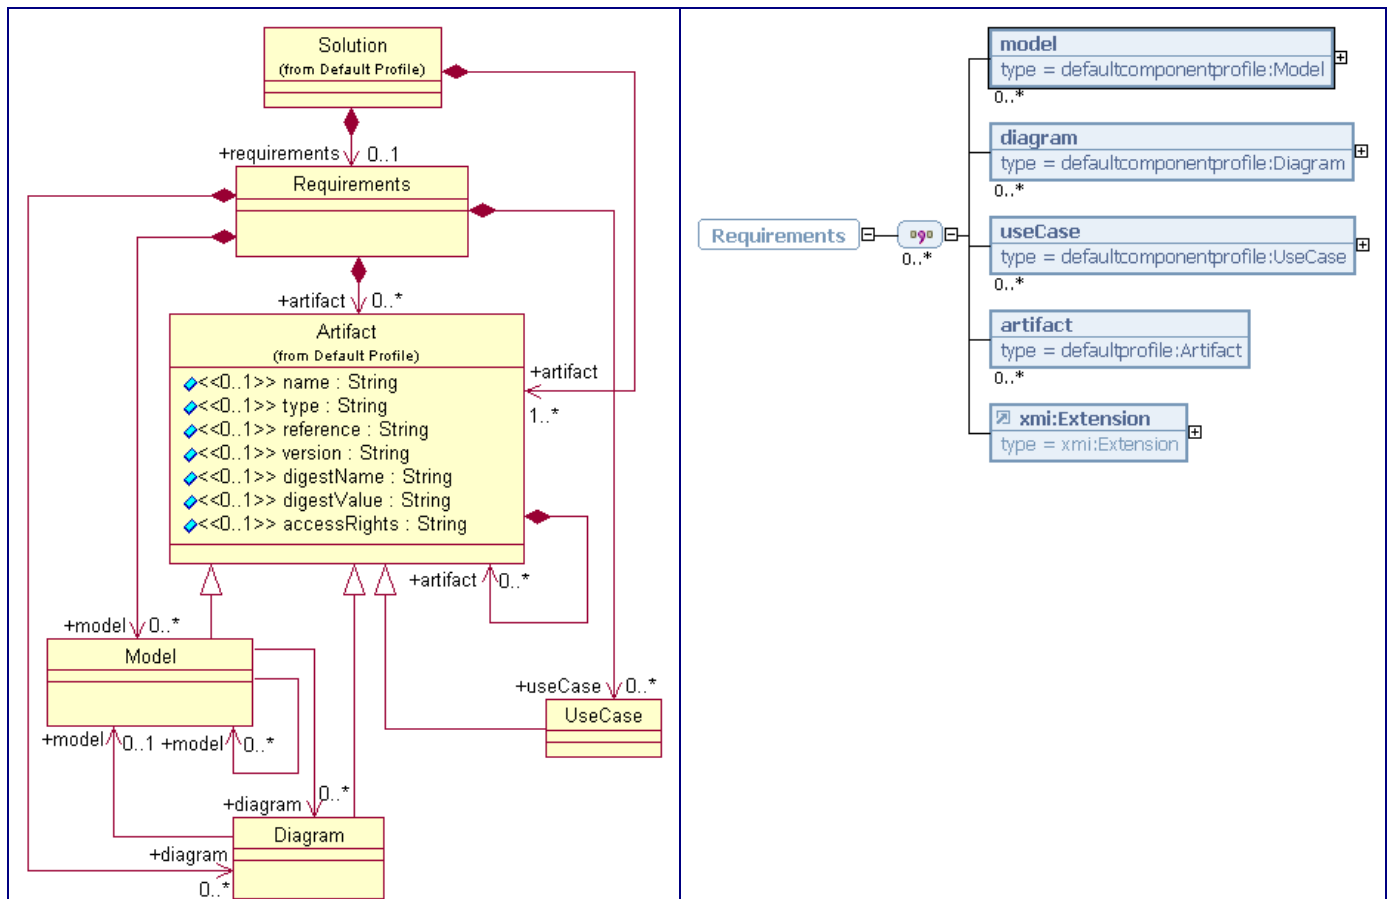 Solution
(from Default Profile)
+requirements
0..1
Requirements
+artifact
0..*
Artifact
(from Default Profile)
<<0..1>> name : String
<<0..1>> type : String
<<0..1>> reference : String
<<0..1>> version : String
<<0..1>> digestName : String
<<0..1>> digestValue : String
<<0..1>> accessRights : String
+artifact
1..*
+artifact
0..*
+model
0..*
Model
+useCase
0..*
UseCase
+model
0..1
+model
0..*
+diagram
0..*
Diagram
+diagram
0..*
Requirements
0..*
model
type = defaultcomponentprofile:Model
0..*
diagram
type = defaultcomponentprofile:Diagram
0..*
useCase
type = defaultcomponentprofile:UseCase
0..*
artifact
type = defaultprofile:Artifact
0..*
xmi:Extension
type = xmi:Extension